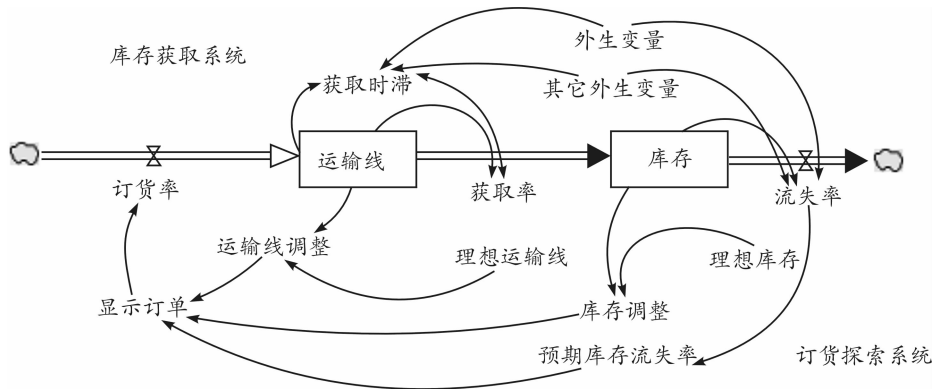 外生变量
库存获取系统
获取时滞
其它外生变量
运输线
库存
订货率
获取率
流失率
运输线调整
理想运输线
理想库存
显示订单
库存调整
预期库存流失率
订货探索系统